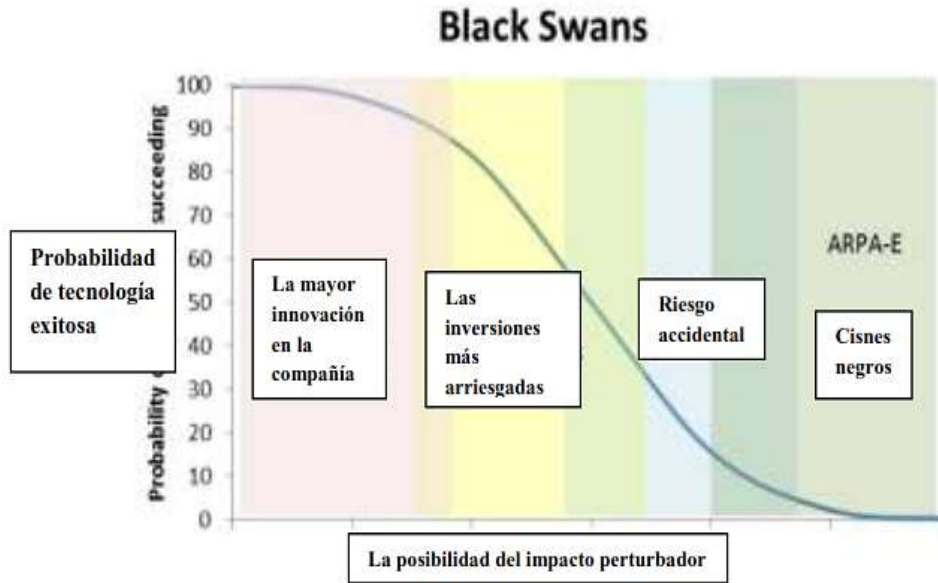 Black Swans
100
90
80
70
60
50
40
30
20
10
0
Probability
succeeding
Probabilidad
de tecnología
exitosa
La mayor
innovación
en la
compañía
Las
inversiones
más
arriesgadas
Riesgo
accidental
ARPA-E
Cisnes
negros
La posibilidad del impacto perturbador